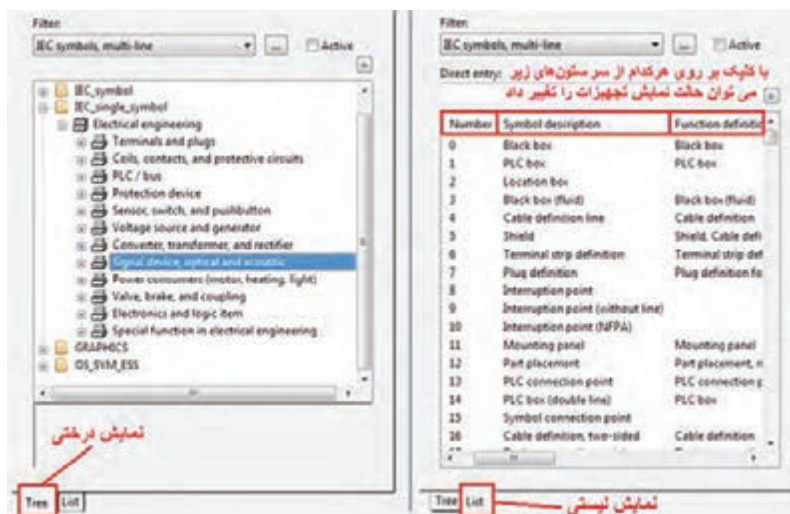 Filter:
IEC symbols, multi-line
...
Active
IEC_symbol
IEC_single_symbol
Electrical engineering
Terminals and plugs
Coils, contacts, and protective circuits
PLC / bus
Protection device
Sensor, switch, and pushbutton
Voltage source and generator
Converter, transformer, and rectifier
Signal device, optical and acoustic
Power consumers (motor, heating, light)
Valve, brake, and coupling
Electronics and logic item
Special function in electrical engineering
GRAPHICS
OS_SYM_ESS
نمایش درختی
Tree List
Filter:
IEC symbols, multi-line
...
Active
Direct entry: با کلیک بر روی هرکدام از سر ستون‌های زیر
می توان حالت نمایش تجهیزات را تغییر داد
Number Symbol description Function definitio
0 Black box Black box
1 PLC box PLC box
2 Location box
3 Black box (fluid) Black box (fluid)
4 Cable definition line Cable definition
5 Shield Shield, Cable defi
6 Terminal strip definition Terminal strip def
7 Plug definition Plug definition fo
8 Interruption point
9 Interruption point (without line)
10 Interruption point (NFPA)
11 Mounting panel Mounting panel
12 Part placement Part placement, n
13 PLC connection point PLC connection p
14 PLC box (double line) PLC box
15 Symbol connection point
16 Cable definition, two-sided Cable definition
Tree List
نمایش لیستی